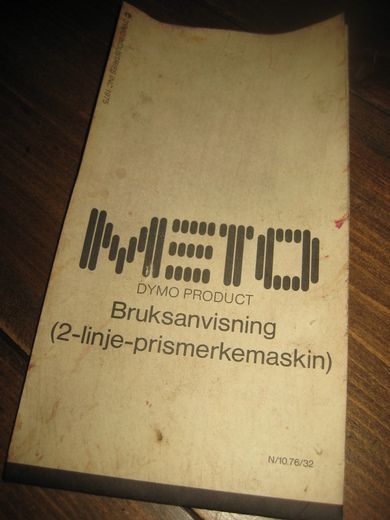 METO
DYMO PRODUCT
Bruksanvisning
(2-linje-prismerkemaskin)
N/10.76/32